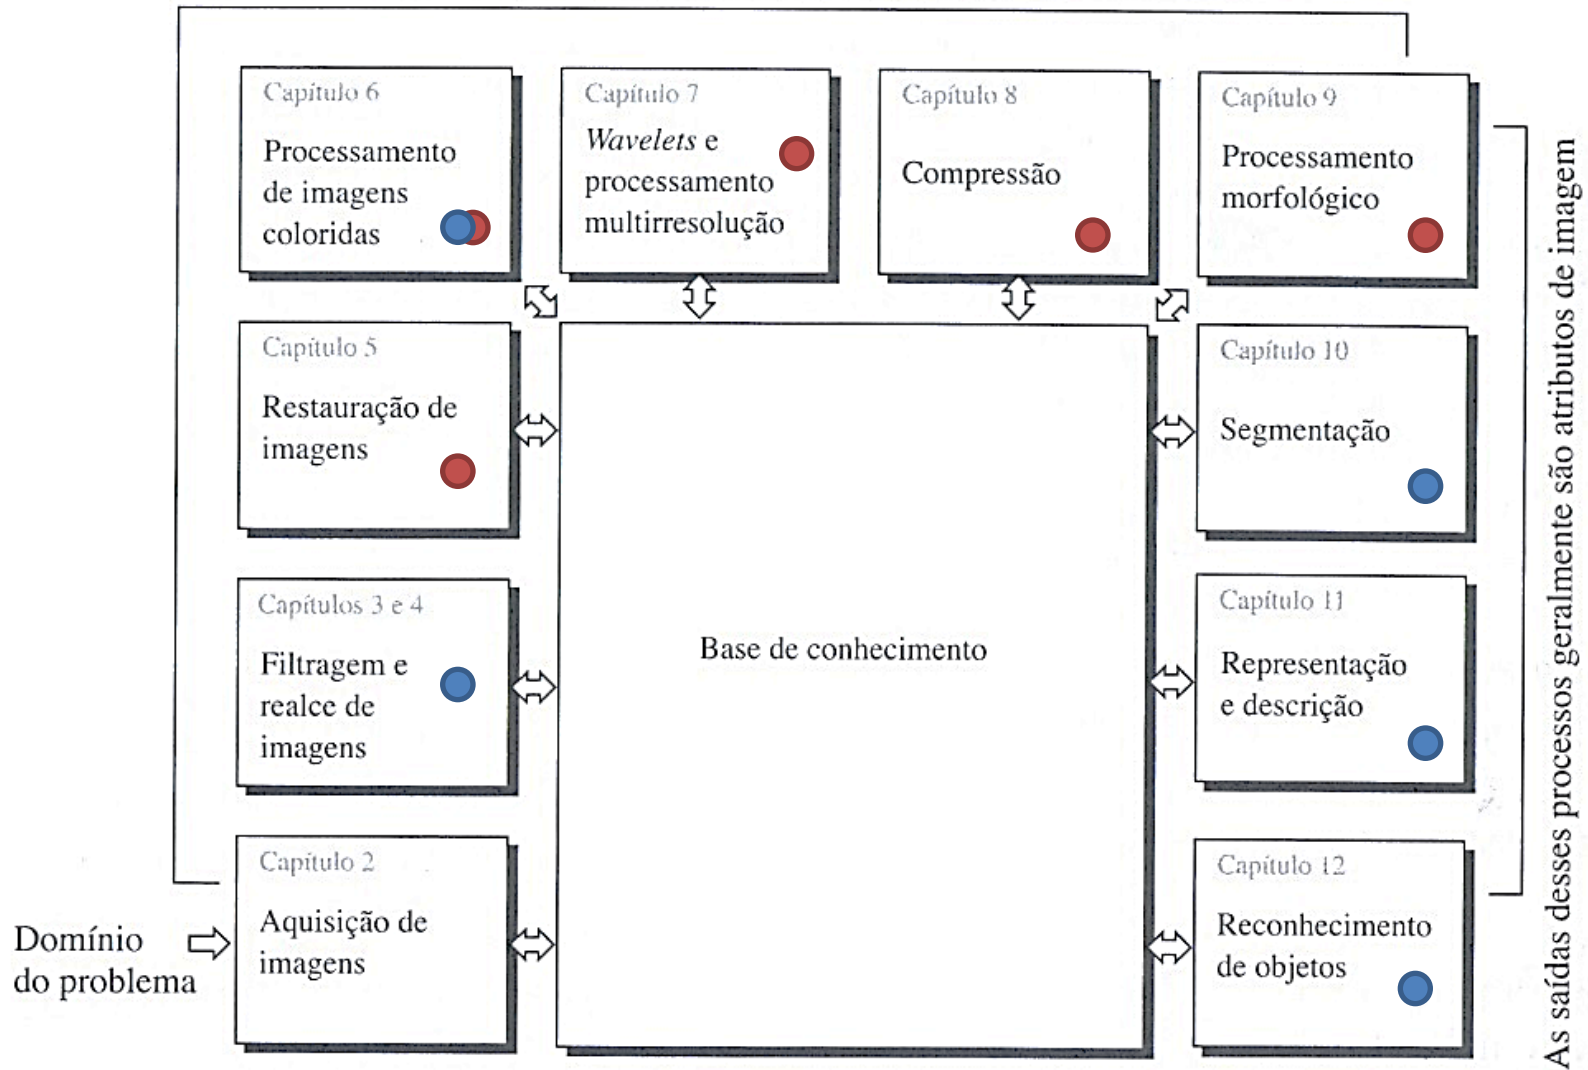 Capítulo 6
Processamento
de imagens
coloridas
Capítulo 7
Wavelets e
processamento
multirresolução
Capítulo 8
Compressão
Capítulo 9
Processamento
morfológico
Capítulo 5
Restauração de
imagens
Capítulo 10
Segmentação
Capítulos 3 e 4
Filtragem e
realce de
imagens
Base de conhecimento
Capítulo 11
Representação
e descrição
Capítulo 2
Aquisição de
imagens
Capítulo 12
Reconhecimento
de objetos
Domínio
do problema
As saídas desses processos geralmente são atributos de imagem